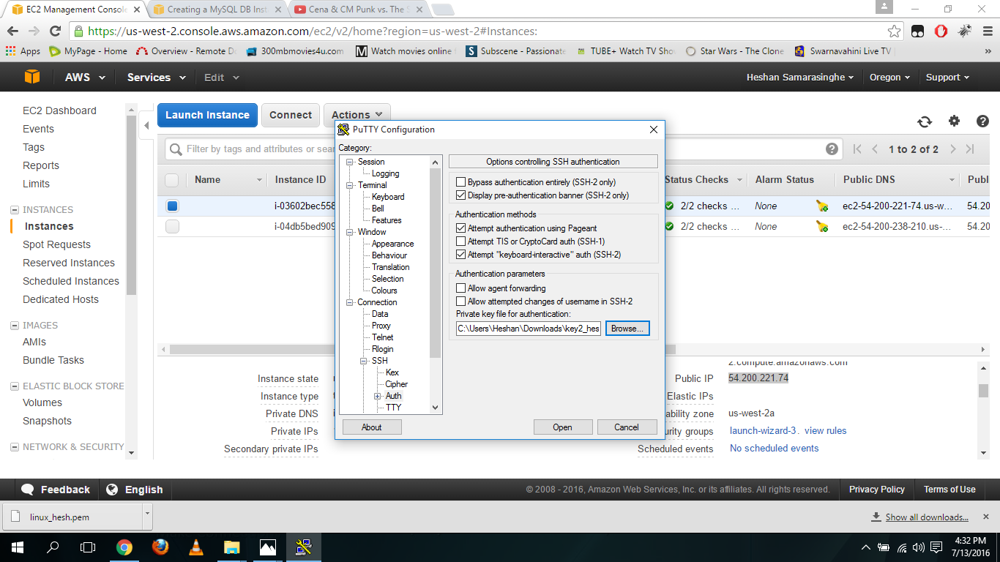 EC2 Management Conso
Creating a MySQL DB Inst
Cena & CM Punk vs. The S
https://us-west-2.console.aws.amazon.com/ec2/v2/home?region=us-west-2#Instances:
Apps MyPage - Home Overview - Remote D 300mbmovies4u.com Watch movies online Subscene - Passionate TUBE+ Watch TV Sho Star Wars - The Clone Swarnavahini Live TV »
AWS Services Edit Heshan Samarasinghe Oregon Support
EC2 Dashboard
Events
Tags
Reports
Limits
INSTANCES
Instances
Spot Requests
Reserved Instances
Scheduled Instances
Dedicated Hosts
IMAGES
AMIs
Bundle Tasks
ELASTIC BLOCK STORE
Volumes
Snapshots
NETWORK & SECURITY
Launch Instance Connect Actions
Filter by tags and attributes or sear
1 to 2 of 2
Name Instance ID Status Checks Alarm Status Public DNS Publ
i-03602bec558 2/2 checks ... None ec2-54-200-221-74.us-w... 54.20
i-04db5bed909 2/2 checks ... None ec2-54-200-238-210.us-... 54.20
PuTTY Configuration
Category:
Session
Logging
Terminal
Keyboard
Bell
Features
Window
Appearance
Behaviour
Translation
Selection
Colours
Connection
Data
Proxy
Telnet
Rlogin
SSH
Kex
Cipher
Auth
TTY
Options controlling SSH authentication
Bypass authentication entirely (SSH-2 only)
Display pre-authentication banner (SSH-2 only)
Authentication methods
Attempt authentication using Pageant
Attempt TIS or CryptoCard auth (SSH-1)
Attempt "keyboard-interactive" auth (SSH-2)
Authentication parameters
Allow agent forwarding
Allow attempted changes of username in SSH-2
Private key file for authentication:
C:\Users\Heshan\Downloads\key2_hes Browse...
About Open Cancel
Instance state
Instance type
Private DNS
Private IPs
Secondary private IPs
2.compute.amazonaws.com
Public IP 54.200.221.74
Elastic IPs
ability zone us-west-2a
urity groups launch-wizard-3. view rules
Scheduled events No scheduled events
Feedback English © 2008 - 2016, Amazon Web Services, Inc. or its affiliates. All rights reserved. Privacy Policy Terms of Use
linux_hesh.pem Show all downloads...
4:32 PM
7/13/2016